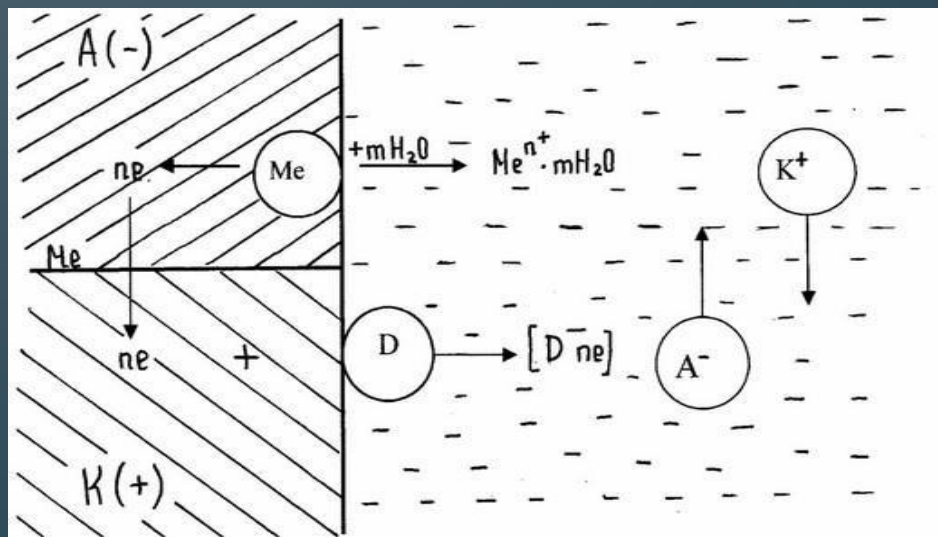 A(-)
ne
Me
+mH₂O
Meⁿ⁺·mH₂O
K⁺
Me
ne
+
D
[D ne]
A⁻
K(+)